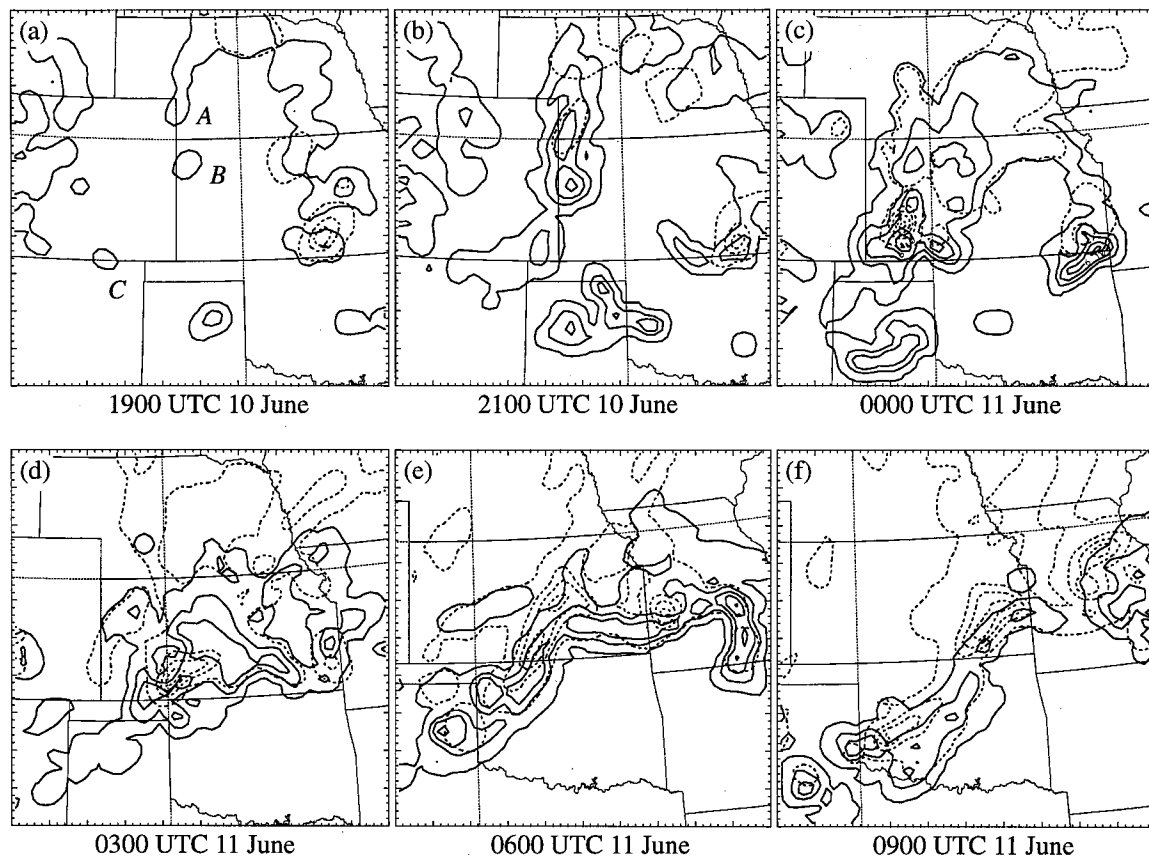 (a)
A
B
C
1900 UTC 10 June
(b)
2100 UTC 10 June
(c)
0000 UTC 11 June
(d)
0300 UTC 11 June
(e)
0600 UTC 11 June
(f)
0900 UTC 11 June